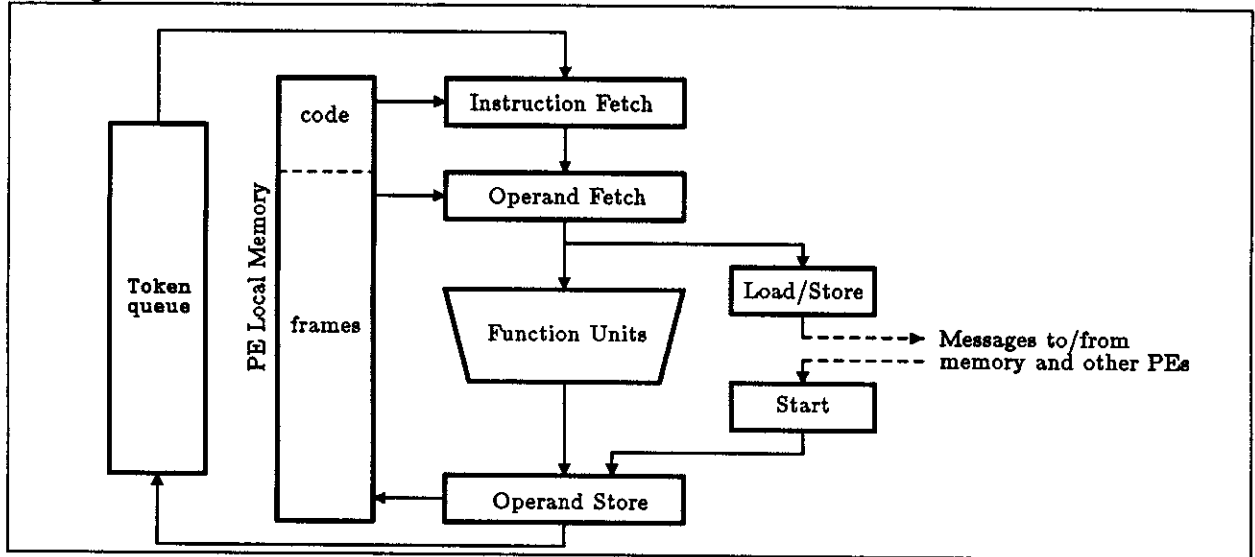 Instruction Fetch
code
Operand Fetch
PE Local Memory
Token
queue
frames
Function Units
Load/Store
Messages to/from
memory and other PEs
Start
Operand Store